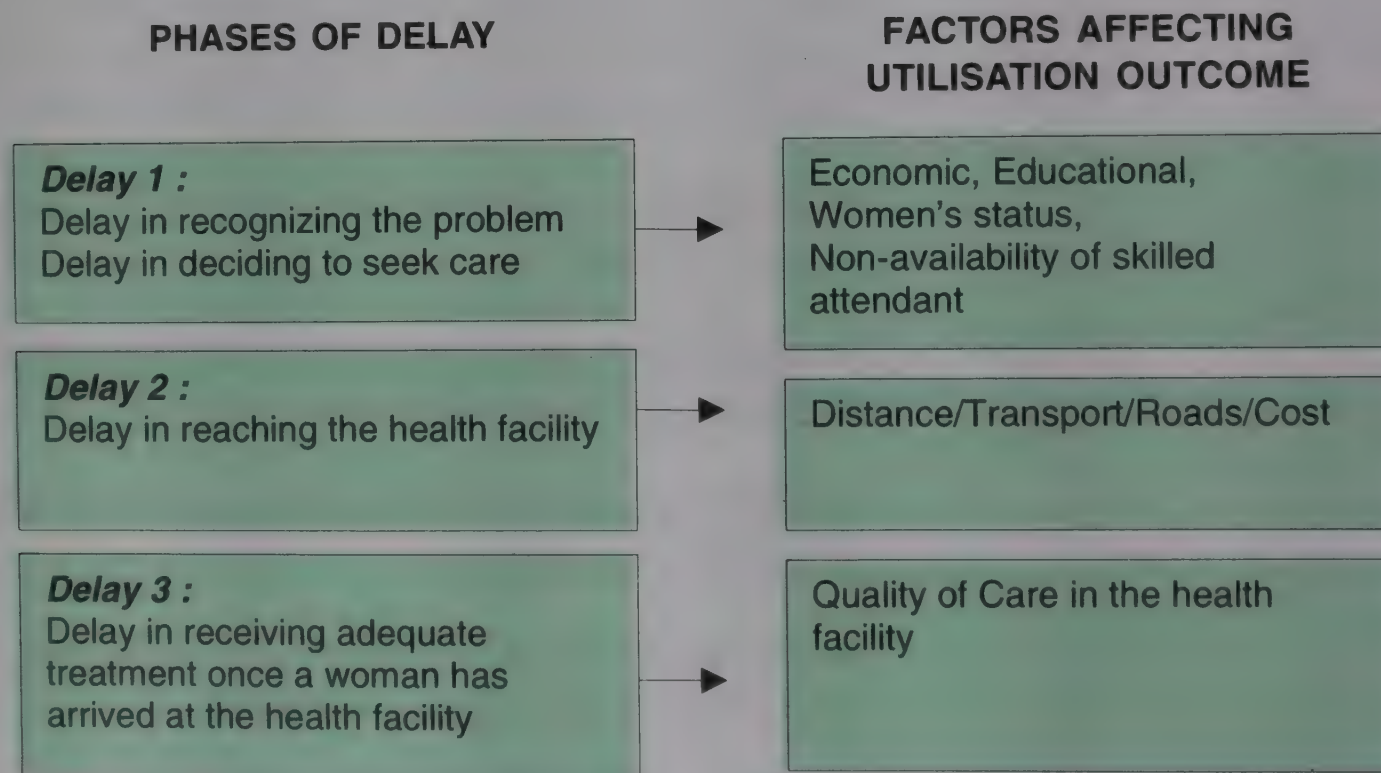 PHASES OF DELAY
FACTORS AFFECTING
UTILISATION OUTCOME
Delay 1 :
Delay in recognizing the problem
Delay in deciding to seek care
Economic, Educational,
Women's status,
Non-availability of skilled
attendant
Delay 2 :
Delay in reaching the health facility
Distance/Transport/Roads/Cost
Delay 3 :
Delay in receiving adequate
treatment once a woman has
arrived at the health facility
Quality of Care in the health
facility